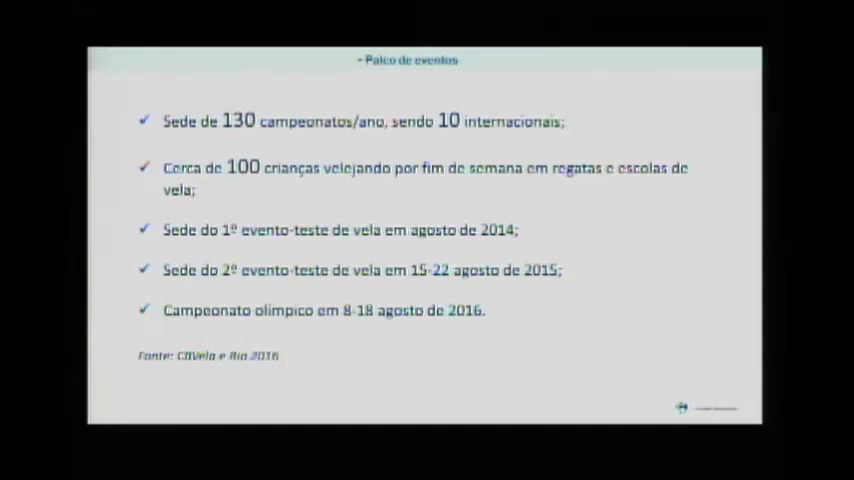 - Palco de eventos
✓ Sede de 130 campeonatos/ano, sendo 10 internacionais;
✓ Cerca de 100 crianças velejando por fim de semana em regatas e escolas de
vela;
✓ Sede do 1º evento-teste de vela em agosto de 2014;
✓ Sede do 2º evento-teste de vela em 15-22 agosto de 2015;
✓ Campeonato olímpico em 8-18 agosto de 2016.
Fonte: CBVela e Rio 2016